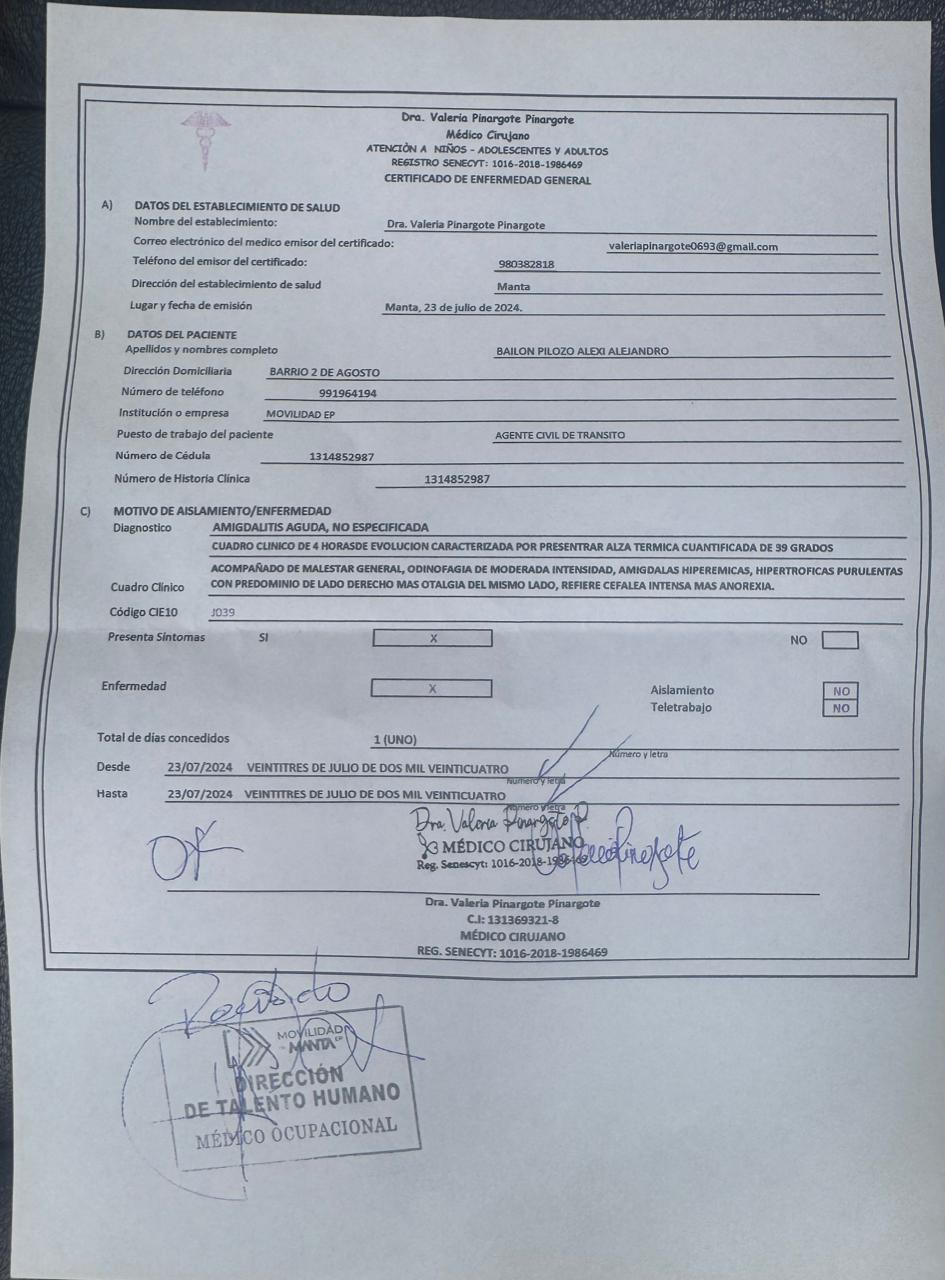 Dra. Valeria Pinargote Pinargote
Médico Cirujano
ATENCIÒN A NIÑOS - ADOLESCENTES Y ADULTOS
REGISTRO SENECYT: 1016-2018-1986469
CERTIFICADO DE ENFERMEDAD GENERAL
A) DATOS DEL ESTABLECIMIENTO DE SALUD
Nombre del establecimiento: Dra. Valeria Pinargote Pinargote
Correo electrónico del medico emisor del certificado: valeriapinargote0693@gmail.com
Teléfono del emisor del certificado: 980382818
Dirección del establecimiento de salud Manta
Lugar y fecha de emisión Manta, 23 de julio de 2024.
B) DATOS DEL PACIENTE
Apellidos y nombres completo BAILON PILOZO ALEXI ALEJANDRO
Dirección Domiciliaria BARRIO 2 DE AGOSTO
Número de teléfono 991964194
Institución o empresa MOVILIDAD EP
Puesto de trabajo del paciente AGENTE CIVIL DE TRANSITO
Número de Cédula 1314852987
Número de Historia Clínica 1314852987
C) MOTIVO DE AISLAMIENTO/ENFERMEDAD
Diagnostico AMIGDALITIS AGUDA, NO ESPECIFICADA
CUADRO CLINICO DE 4 HORASDE EVOLUCION CARACTERIZADA POR PRESENTRAR ALZA TERMICA CUANTIFICADA DE 39 GRADOS
ACOMPAÑADO DE MALESTAR GENERAL, ODINOFAGIA DE MODERADA INTENSIDAD, AMIGDALAS HIPEREMICAS, HIPERTROFICAS PURULENTAS
Cuadro Clínico CON PREDOMINIO DE LADO DERECHO MAS OTALGIA DEL MISMO LADO, REFIERE CEFALEA INTENSA MAS ANOREXIA.
Código CIE10 J039
Presenta Síntomas SI X NO
Enfermedad X Aislamiento NO
Teletrabajo NO
Total de días concedidos 1 (UNO)
Número y letra
Desde 23/07/2024 VEINTITRES DE JULIO DE DOS MIL VEINTICUATRO
Número y letra
Hasta 23/07/2024 VEINTITRES DE JULIO DE DOS MIL VEINTICUATRO
Número y letra
Dra. Valeria Pinargote P
MÉDICO CIRUJANO
Reg. Senescyt: 1016-2018-1986469
Dra. Valeria Pinargote Pinargote
C.I: 131369321-8
MÉDICO CIRUJANO
REG. SENECYT: 1016-2018-1986469
Recibido
MOVILIDAD
MANTA EP
DIRECCIÓN
DE TALENTO HUMANO
MÉDICO OCUPACIONAL